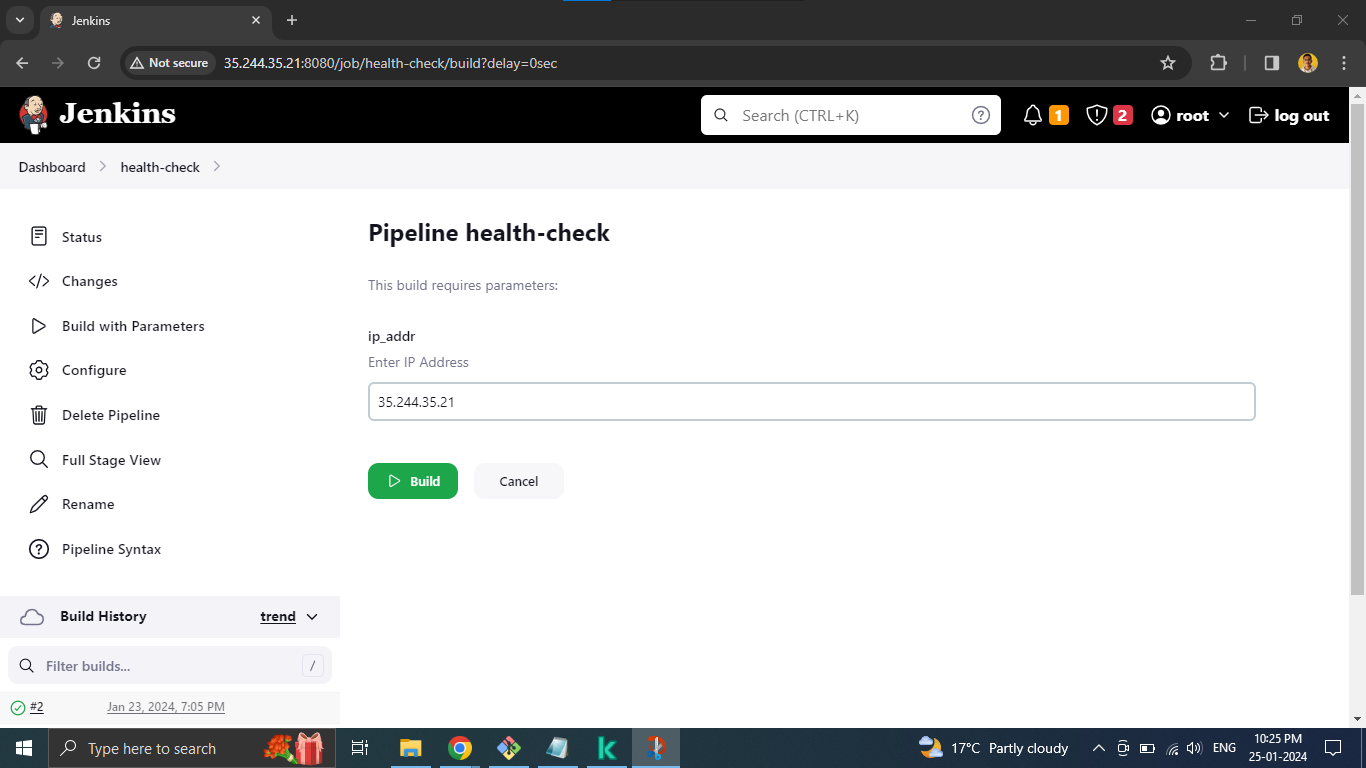 Jenkins
Not secure 35.244.35.21:8080/job/health-check/build?delay=0sec
Jenkins
Search (CTRL+K)
1
2
root
log out
Dashboard
health-check
Status
Changes
Build with Parameters
Configure
Delete Pipeline
Full Stage View
Rename
Pipeline Syntax
Build History
trend
Filter builds...
/
#2
Jan 23, 2024, 7:05 PM
Pipeline health-check
This build requires parameters:
ip_addr
Enter IP Address
35.244.35.21
Build
Cancel
Type here to search
17°C Partly cloudy
ENG
10:25 PM
25-01-2024